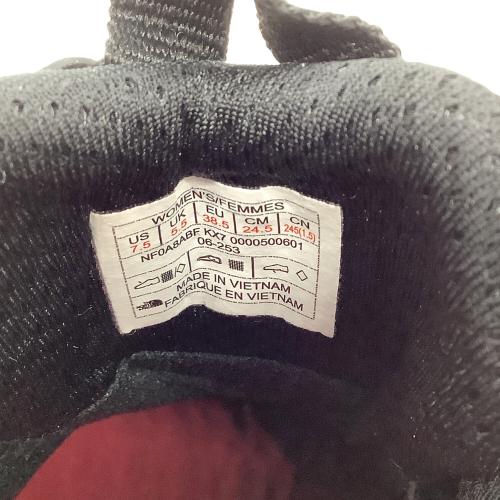 WOMEN'S/FEMMES
US UK EU CM CN
7.5 5.5 38.5 24.5 245(1.5)
NF0A8ABF KX7 0000500601
06-253
MADE IN VIETNAM
FABRIQUE EN VIETNAM